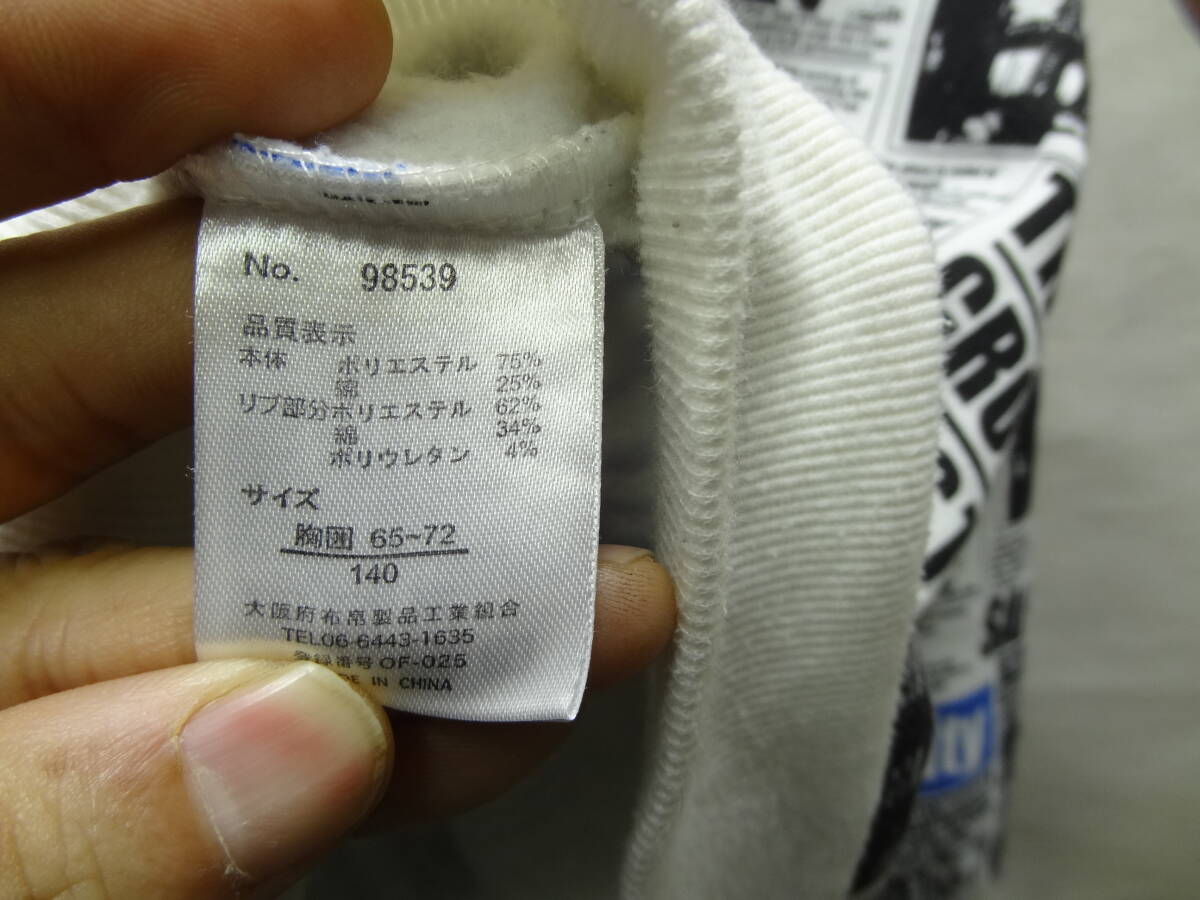 No. 98539
品質表示
本体 ポリエステル 75%
綿 25%
リブ部分ポリエステル 62%
綿 34%
ポリウレタン 4%
サイズ
胸囲 65~72
140
大阪府布帛製品工業組合
TEL06-6443-1635
登録番号OF-025
DE IN CHINA